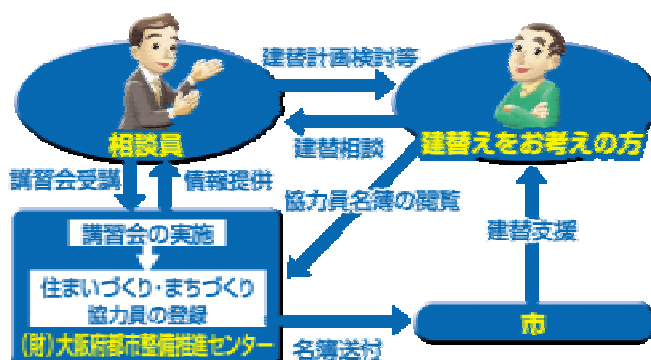 建替計画検討等
相談員
建替相談
建替えをお考えの方
講習会受講
情報提供
協力員名簿の閲覧
建替支援
講習会の実施
住まいづくり・まちづくり
協力員の登録
(財)大阪府都市整備推進センター
名簿送付
市